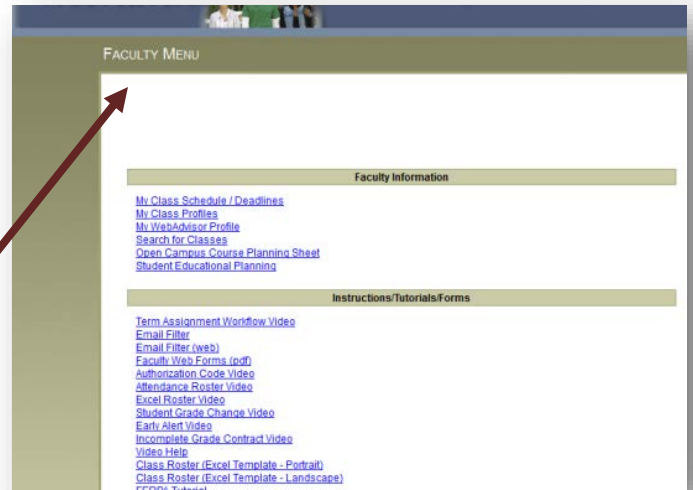 FACULTY MENU
Faculty Information
My Class Schedule / Deadlines
My Class Profiles
My WebAdvisor Profile
Search for Classes
Open Campus Course Planning Sheet
Student Educational Planning
Instructions/Tutorials/Forms
Term Assignment Workflow Video
Email Filter
Email Filter (web)
Faculty Web Forms (pdf)
Authorization Code Video
Attendance Roster Video
Excel Roster Video
Student Grade Change Video
Early Alert Video
Incomplete Grade Contract Video
Video Help
Class Roster (Excel Template - Portrait)
Class Roster (Excel Template - Landscape)
FERPA Tutorial